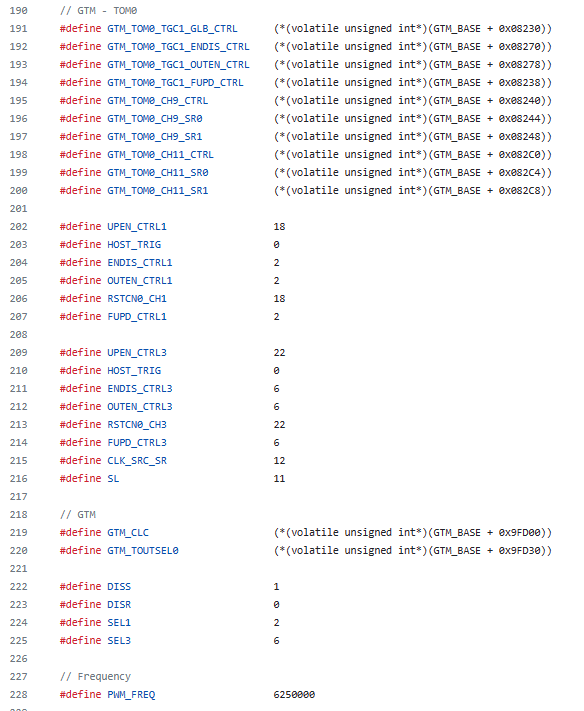 190 // GTM - TOM0
191 #define GTM_TOM0_TGC1_GLB_CTRL (*(volatile unsigned int*)(GTM_BASE + 0x08230))
192 #define GTM_TOM0_TGC1_ENDIS_CTRL (*(volatile unsigned int*)(GTM_BASE + 0x08270))
193 #define GTM_TOM0_TGC1_OUTEN_CTRL (*(volatile unsigned int*)(GTM_BASE + 0x08278))
194 #define GTM_TOM0_TGC1_FUPD_CTRL (*(volatile unsigned int*)(GTM_BASE + 0x08238))
195 #define GTM_TOM0_CH9_CTRL (*(volatile unsigned int*)(GTM_BASE + 0x08240))
196 #define GTM_TOM0_CH9_SR0 (*(volatile unsigned int*)(GTM_BASE + 0x08244))
197 #define GTM_TOM0_CH9_SR1 (*(volatile unsigned int*)(GTM_BASE + 0x08248))
198 #define GTM_TOM0_CH11_CTRL (*(volatile unsigned int*)(GTM_BASE + 0x082C0))
199 #define GTM_TOM0_CH11_SR0 (*(volatile unsigned int*)(GTM_BASE + 0x082C4))
200 #define GTM_TOM0_CH11_SR1 (*(volatile unsigned int*)(GTM_BASE + 0x082C8))
201
202 #define UPEN_CTRL1 18
203 #define HOST_TRIG 0
204 #define ENDIS_CTRL1 2
205 #define OUTEN_CTRL1 2
206 #define RSTCN0_CH1 18
207 #define FUPD_CTRL1 2
208
209 #define UPEN_CTRL3 22
210 #define HOST_TRIG 0
211 #define ENDIS_CTRL3 6
212 #define OUTEN_CTRL3 6
213 #define RSTCN0_CH3 22
214 #define FUPD_CTRL3 6
215 #define CLK_SRC_SR 12
216 #define SL 11
217
218 // GTM
219 #define GTM_CLC (*(volatile unsigned int*)(GTM_BASE + 0x9FD00))
220 #define GTM_TOUTSEL0 (*(volatile unsigned int*)(GTM_BASE + 0x9FD30))
221
222 #define DISS 1
223 #define DISR 0
224 #define SEL1 2
225 #define SEL3 6
226
227 // Frequency
228 #define PWM_FREQ 6250000